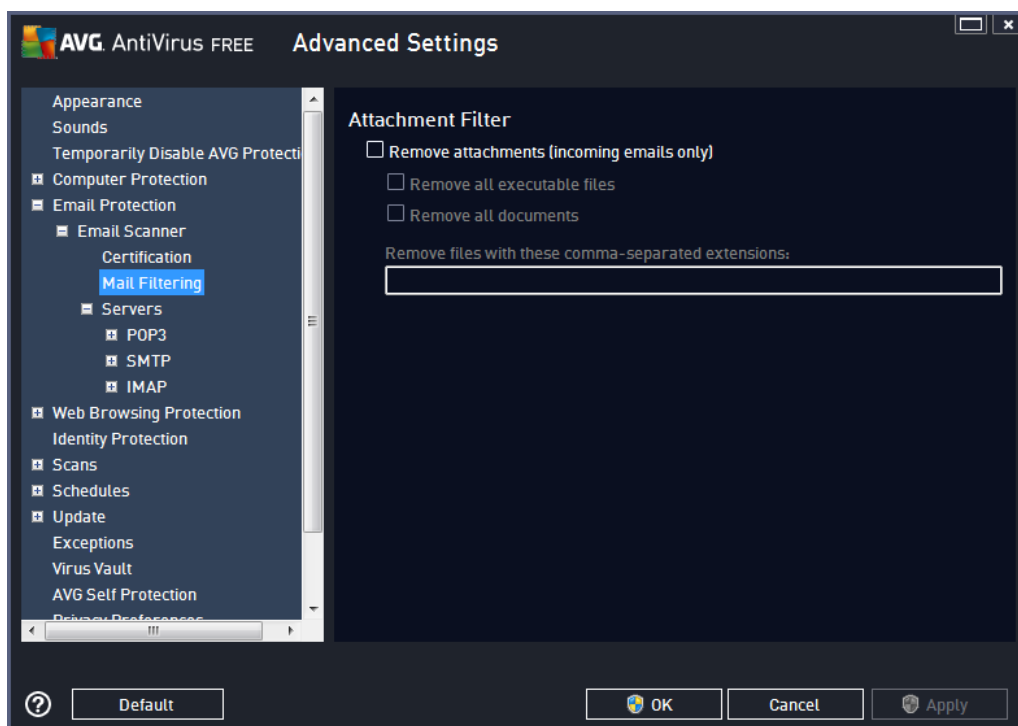 AVG. AntiVirus FREE Advanced Settings
Appearance
Sounds
Temporarily Disable AVG Protecti
Computer Protection
Email Protection
Email Scanner
Certification
Mail Filtering
Servers
POP3
SMTP
IMAP
Web Browsing Protection
Identity Protection
Scans
Schedules
Update
Exceptions
Virus Vault
AVG Self Protection
Privacy Preferences
Attachment Filter
Remove attachments (incoming emails only)
Remove all executable files
Remove all documents
Remove files with these comma-separated extensions:
Default
OK
Cancel
Apply